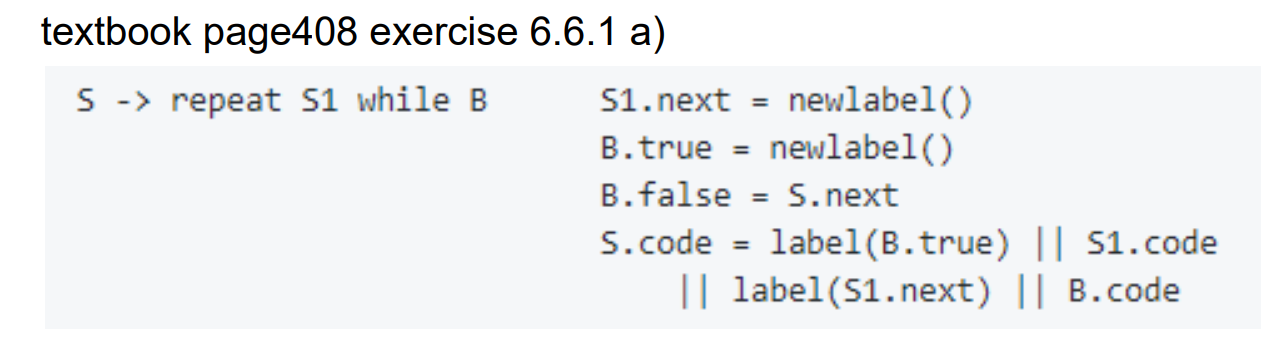 textbook page408 exercise 6.6.1 a)
S -> repeat S1 while B S1.next = newlabel()
B.true = newlabel()
B.false = S.next
S.code = label(B.true) || S1.code
|| label(S1.next) || B.code